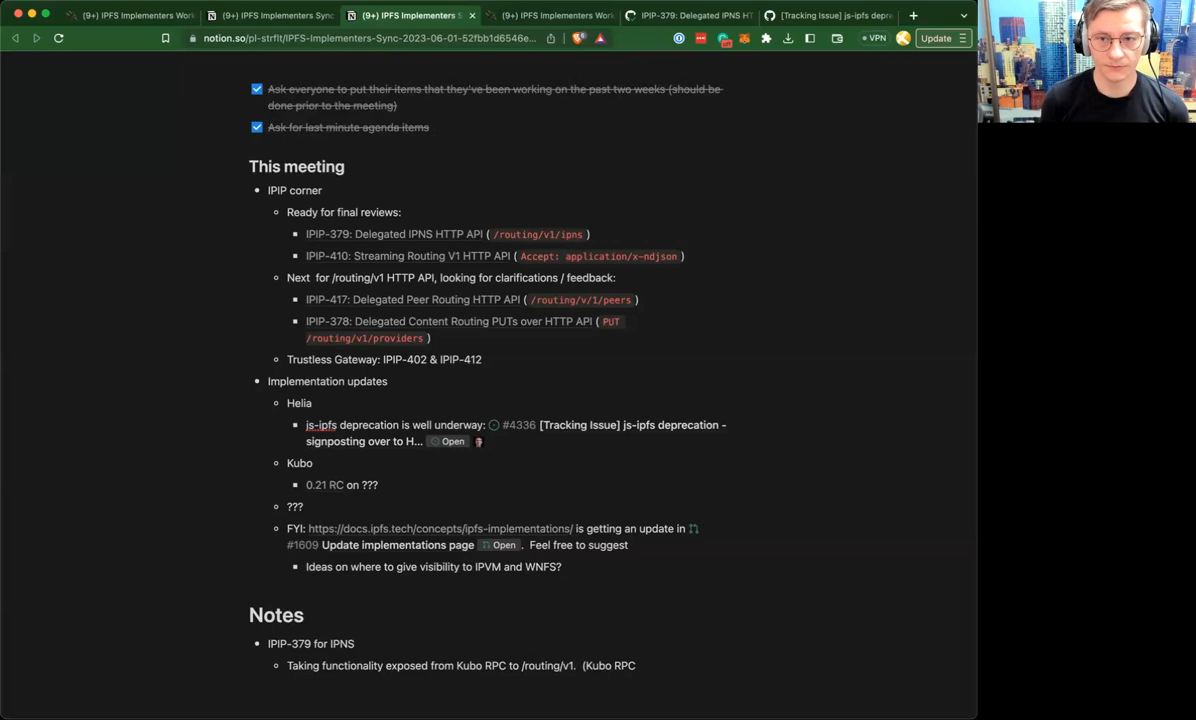 (9+) IPFS Implementers Work
(9+) IPFS Implementers Sync
(9+) IPFS Implementers S
(9+) IPFS Implementers Work
IPIP-379: Delegated IPNS HT
[Tracking Issue] js-ipfs depre
notion.so/pl-strflt/IPFS-Implementers-Sync-2023-06-01-52fbb1d6546e...
VPN
Update
Ask everyone to put their items that they've been working on the past two weeks (should be
done prior to the meeting)
Ask for last minute agenda items
This meeting
IPIP corner
Ready for final reviews:
IPIP-379: Delegated IPNS HTTP API ( /routing/v1/ipns )
IPIP-410: Streaming Routing V1 HTTP API ( Accept: application/x-ndjson )
Next for /routing/v1 HTTP API, looking for clarifications / feedback:
IPIP-417: Delegated Peer Routing HTTP API ( /routing/v/1/peers )
IPIP-378: Delegated Content Routing PUTs over HTTP API ( PUT
/routing/v1/providers )
Trustless Gateway: IPIP-402 & IPIP-412
Implementation updates
Helia
js-ipfs deprecation is well underway: #4336 [Tracking Issue] js-ipfs deprecation -
signposting over to H... Open
Kubo
0.21 RC on ???
???
FYI: https://docs.ipfs.tech/concepts/ipfs-implementations/ is getting an update in
#1609 Update implementations page Open . Feel free to suggest
Ideas on where to give visibility to IPVM and WNFS?
Notes
IPIP-379 for IPNS
Taking functionality exposed from Kubo RPC to /routing/v1. (Kubo RPC